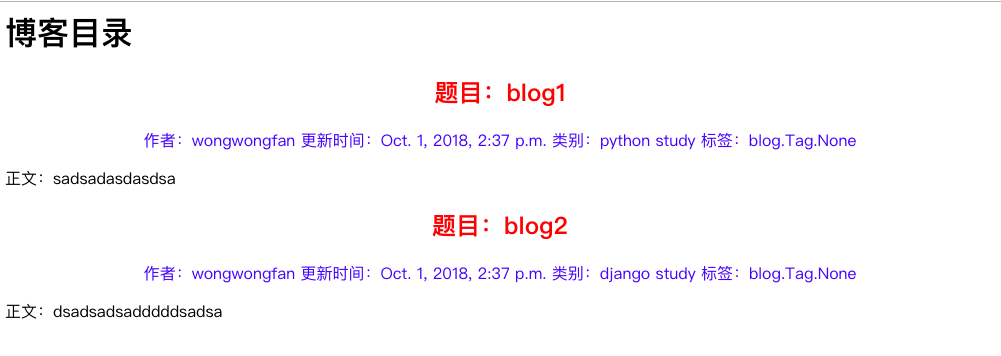 博客目录
题目：blog1
作者：wongwongfan 更新时间：Oct. 1, 2018, 2:37 p.m. 类别：python study 标签：blog.Tag.None
正文：sadsadasdasdsa
题目：blog2
作者：wongwongfan 更新时间：Oct. 1, 2018, 2:37 p.m. 类别：django study 标签：blog.Tag.None
正文：dsadsadsadddddsadsa